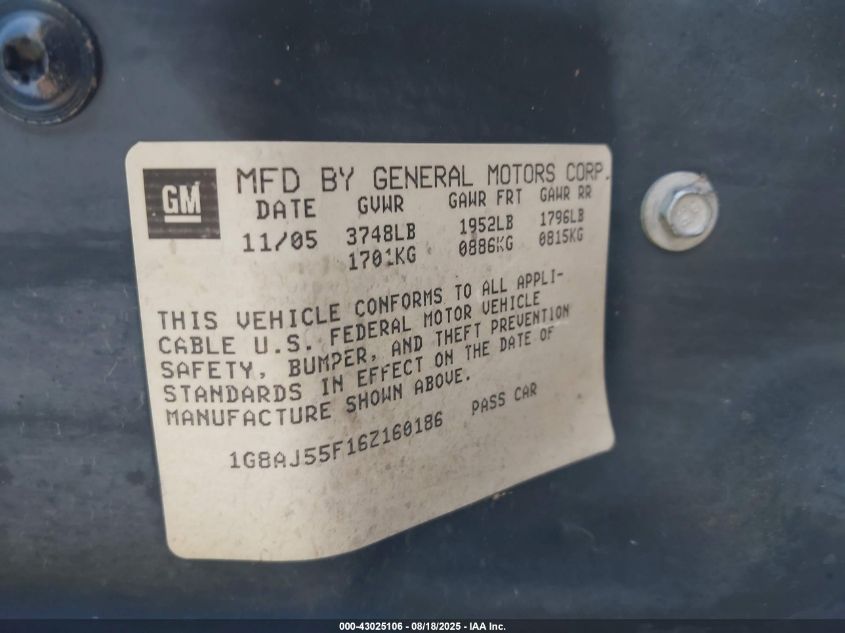 GM
MFD BY GENERAL MOTORS CORP.
DATE GVWR GAWR FRT GAWR RR
11/05 3748LB 1952LB 1796LB
1701KG 0886KG 0815KG
THIS VEHICLE CONFORMS TO ALL APPLI-
CABLE U.S. FEDERAL MOTOR VEHICLE
SAFETY, BUMPER, AND THEFT PREVENTION
STANDARDS IN EFFECT ON THE DATE OF
MANUFACTURE SHOWN ABOVE.
1G8AJ55F16Z160186 PASS CAR
000-43025106 - 08/18/2025 - IAA Inc.